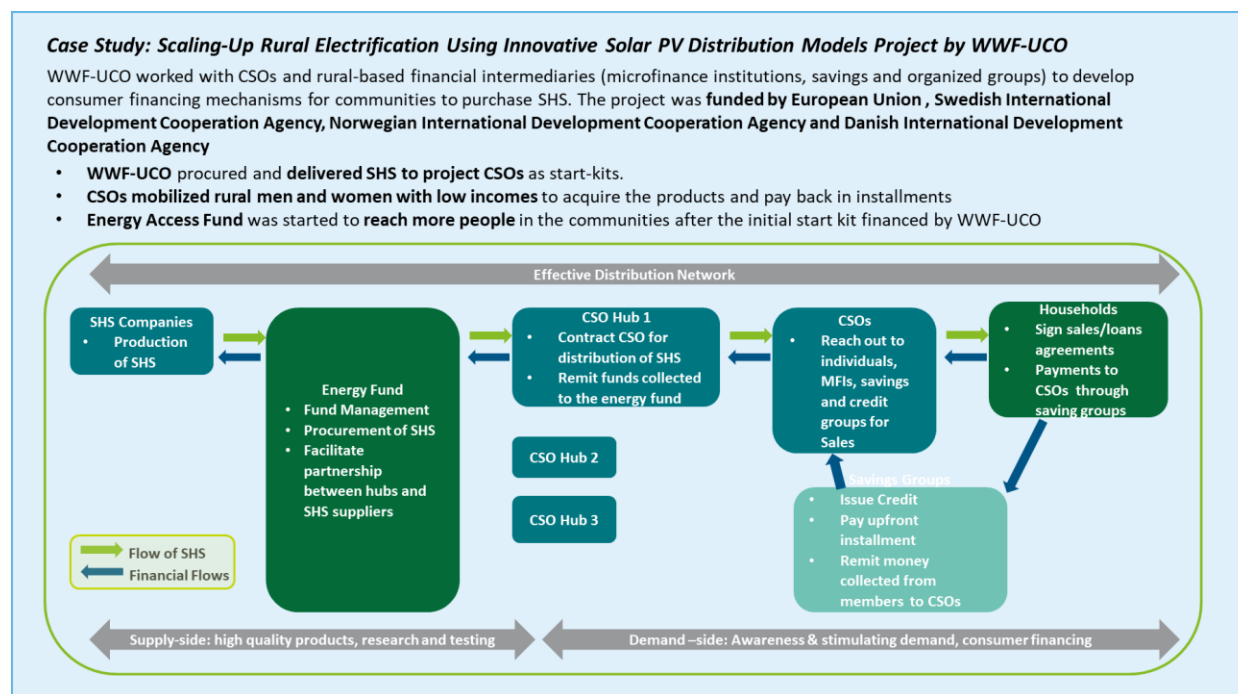 Case Study: Scaling-Up Rural Electrification Using Innovative Solar PV Distribution Models Project by WWF-UCO
WWF-UCO worked with CSOs and rural-based financial intermediaries (microfinance institutions, savings and organized groups) to develop
consumer financing mechanisms for communities to purchase SHS. The project was funded by European Union , Swedish International
Development Cooperation Agency, Norwegian International Development Cooperation Agency and Danish International Development
Cooperation Agency
• WWF-UCO procured and delivered SHS to project CSOs as start-kits.
• CSOs mobilized rural men and women with low incomes to acquire the products and pay back in installments
• Energy Access Fund was started to reach more people in the communities after the initial start kit financed by WWF-UCO
Effective Distribution Network
SHS Companies
• Production
of SHS
Energy Fund
• Fund Management
• Procurement of SHS
• Facilitate
partnership
between hubs and
SHS suppliers
CSO Hub 1
• Contract CSO for
distribution of SHS
• Remit funds collected
to the energy fund
CSO Hub 2
CSO Hub 3
CSOs
• Reach out to
individuals,
MFIs, savings
and credit
groups for
Sales
Households
• Sign sales/loans
agreements
• Payments to
CSOs through
saving groups
Savings Groups
• Issue Credit
• Pay upfront
installment
• Remit money
collected from
members to CSOs
Flow of SHS
Financial Flows
Supply-side: high quality products, research and testing
Demand –side: Awareness & stimulating demand, consumer financing